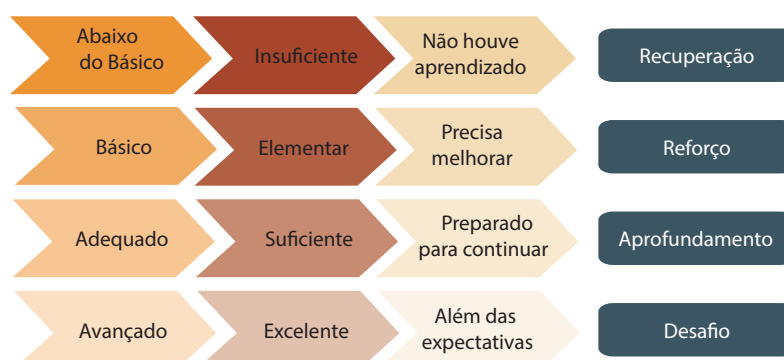 Abaixo
do Básico
Insuficiente
Não houve
aprendizado
Recuperação
Básico
Elementar
Precisa
melhorar
Reforço
Adequado
Suficiente
Preparado
para continuar
Aprofundamento
Avançado
Excelente
Além das
expectativas
Desafio